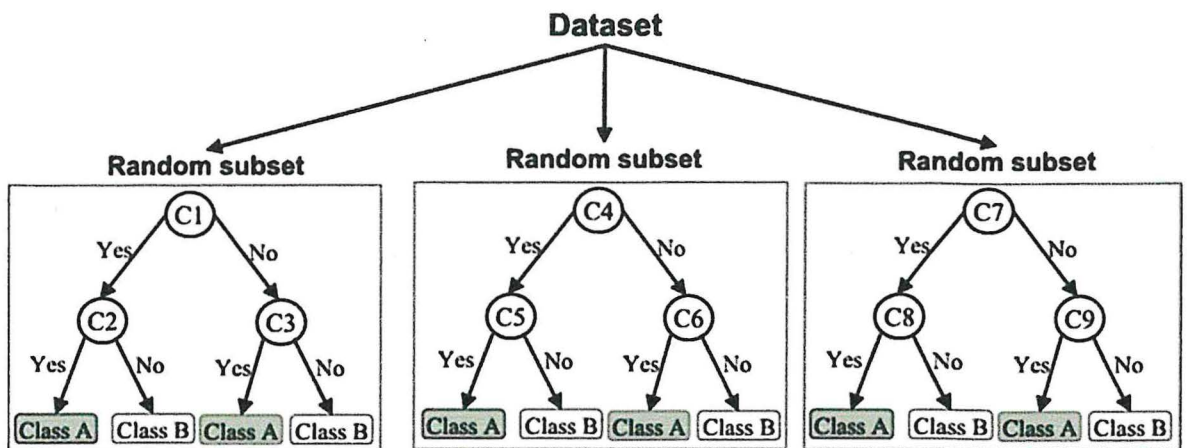 Dataset
Random subset Random subset Random subset
C1 C4 C7
Yes No Yes No Yes No
C2 C3 C5 C6 C8 C9
Yes No Yes No Yes No Yes No Yes No Yes No
Class A Class B Class A Class B Class A Class B Class A Class B Class A Class B Class A Class B